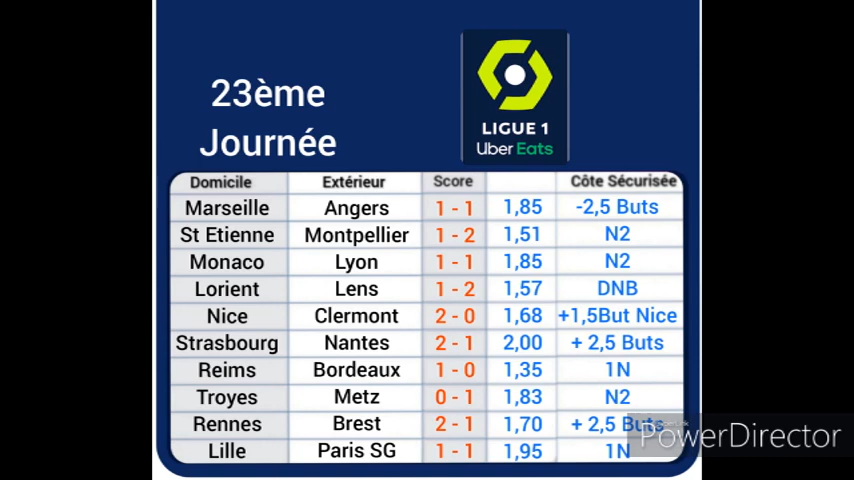 23ème
Journée
LIGUE 1
Uber Eats
Domicile Extérieur Score Côte Sécurisée
Marseille Angers 1 - 1 1,85 -2,5 Buts
St Etienne Montpellier 1 - 2 1,51 N2
Monaco Lyon 1 - 1 1,85 N2
Lorient Lens 1 - 2 1,57 DNB
Nice Clermont 2 - 0 1,68 +1,5But Nice
Strasbourg Nantes 2 - 1 2,00 + 2,5 Buts
Reims Bordeaux 1 - 0 1,35 1N
Troyes Metz 0 - 1 1,83 N2
Rennes Brest 2 - 1 1,70 + 2,5 Buts
Lille Paris SG 1 - 1 1,95 1N
PowerDirector